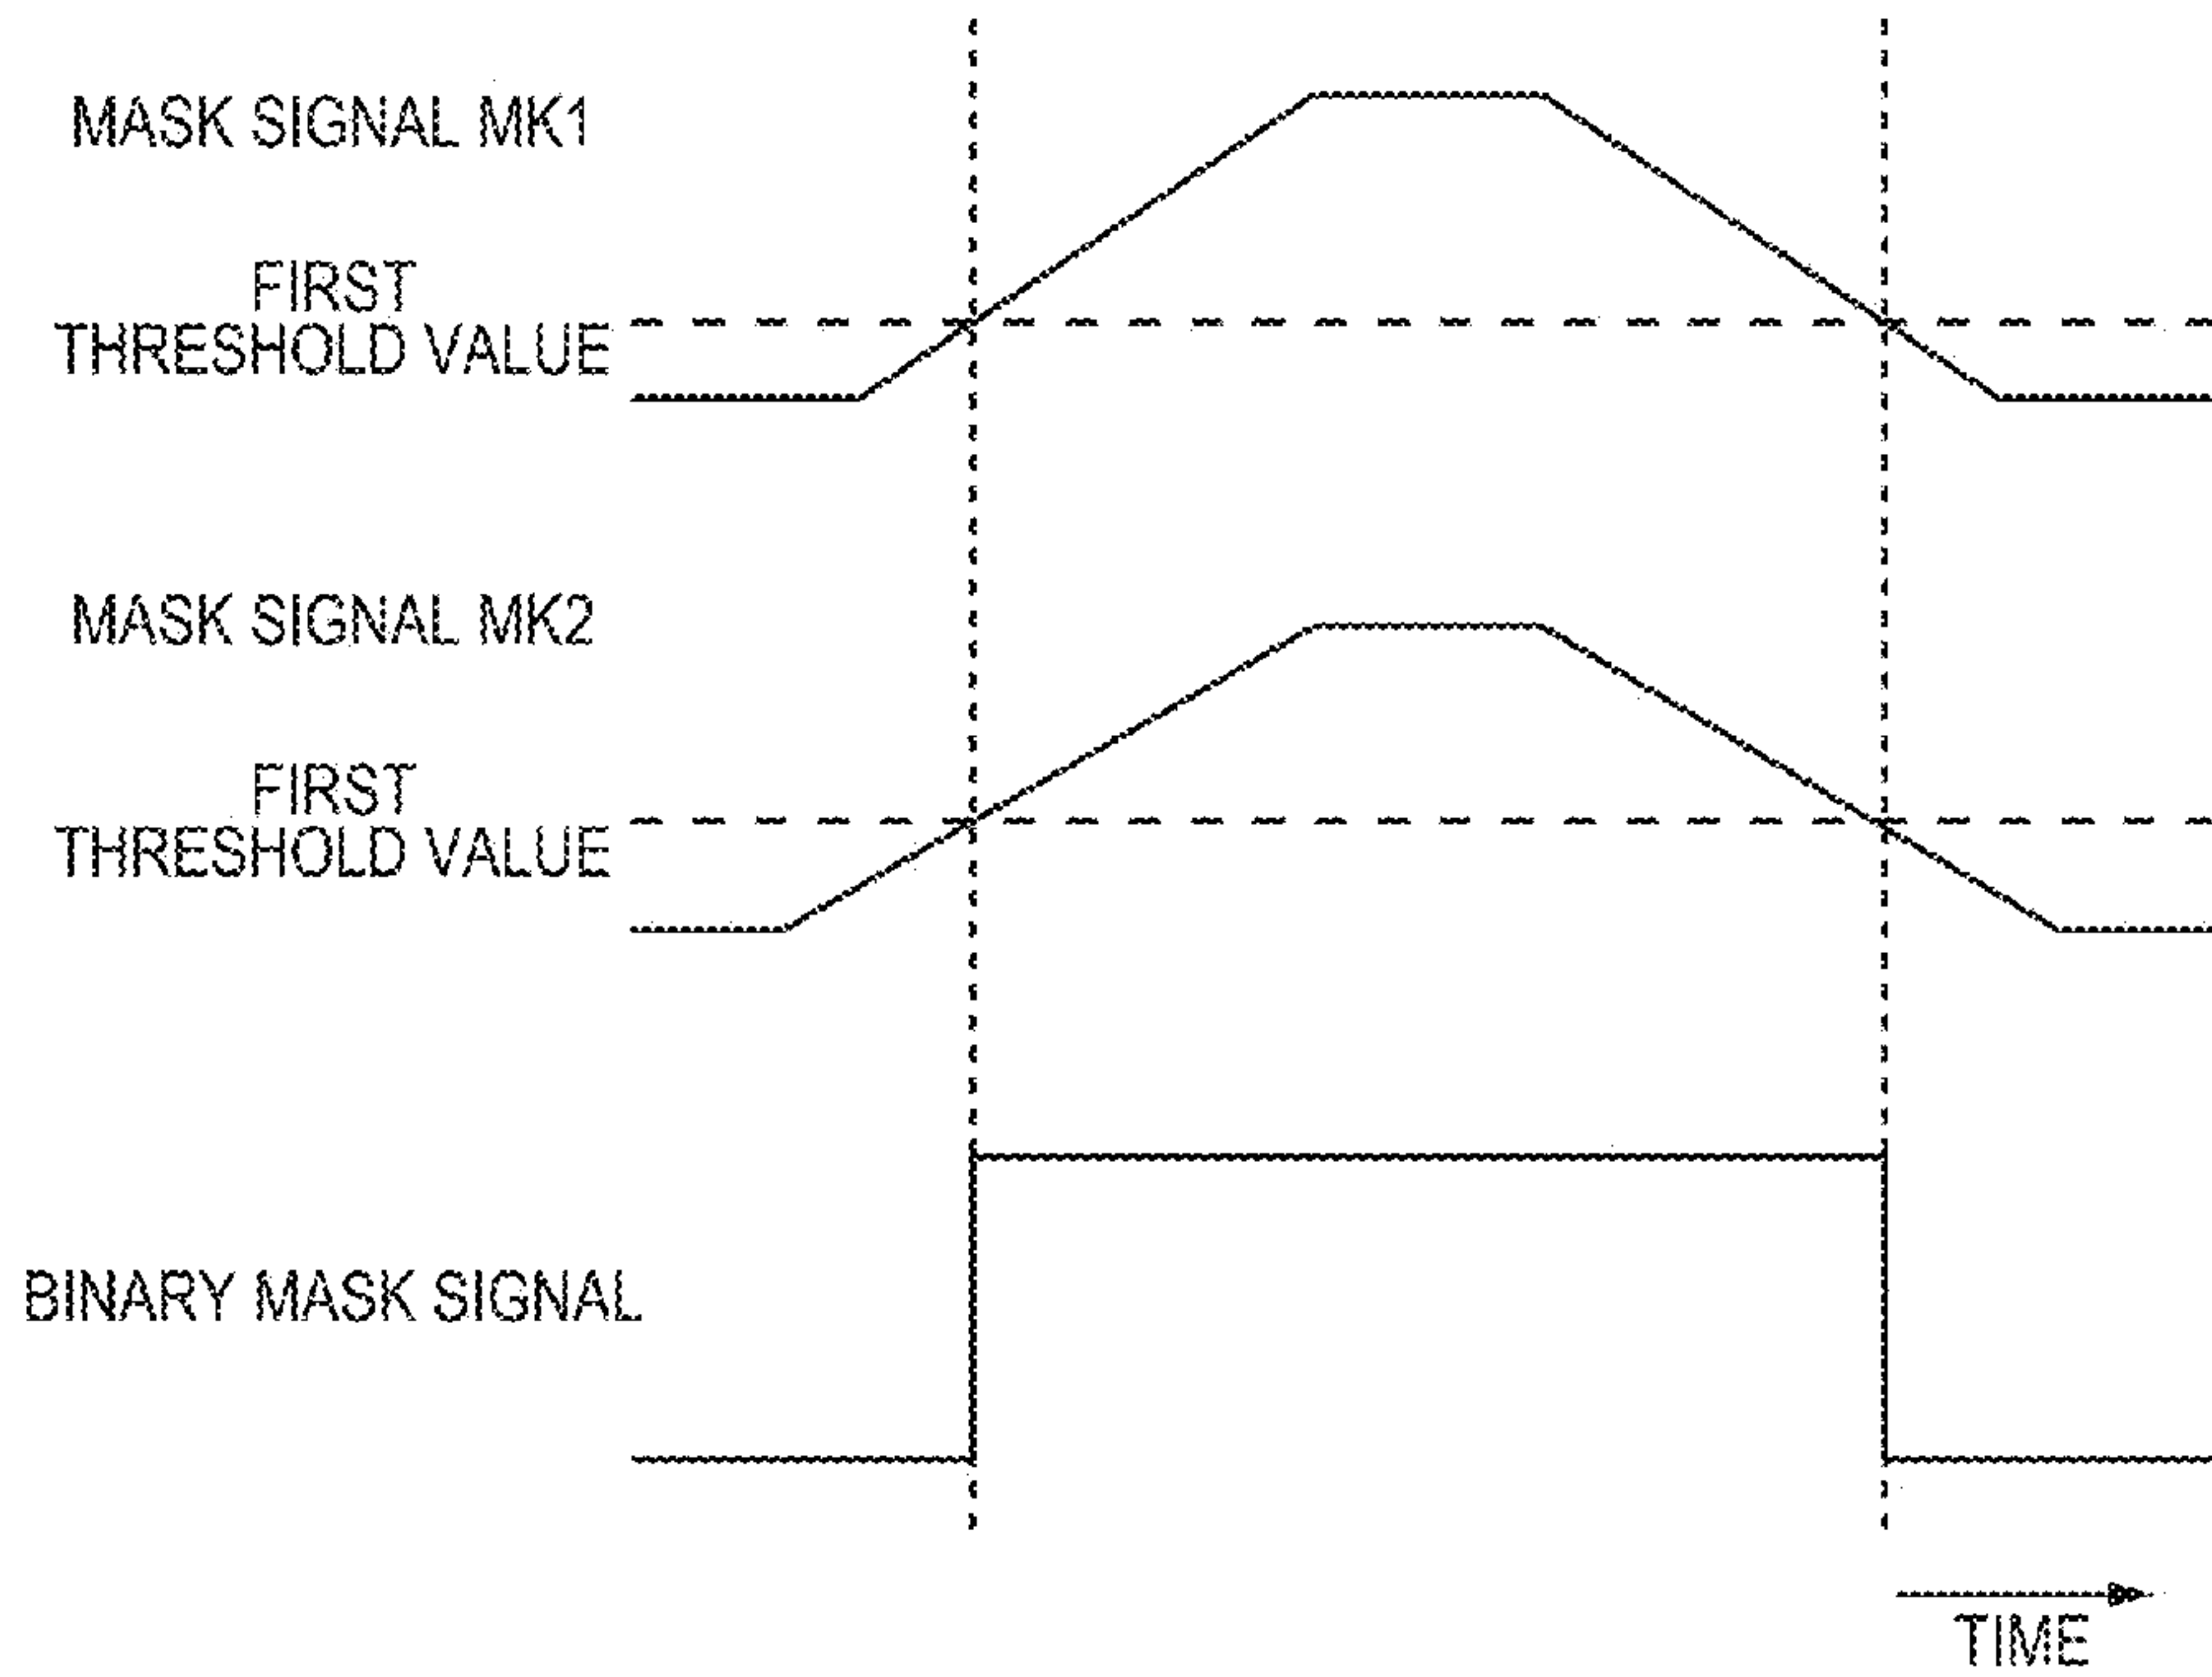 MASK SIGNAL MK1
FIRST
THRESHOLD VALUE
MASK SIGNAL MK2
FIRST
THRESHOLD VALUE
BINARY MASK SIGNAL
TIME